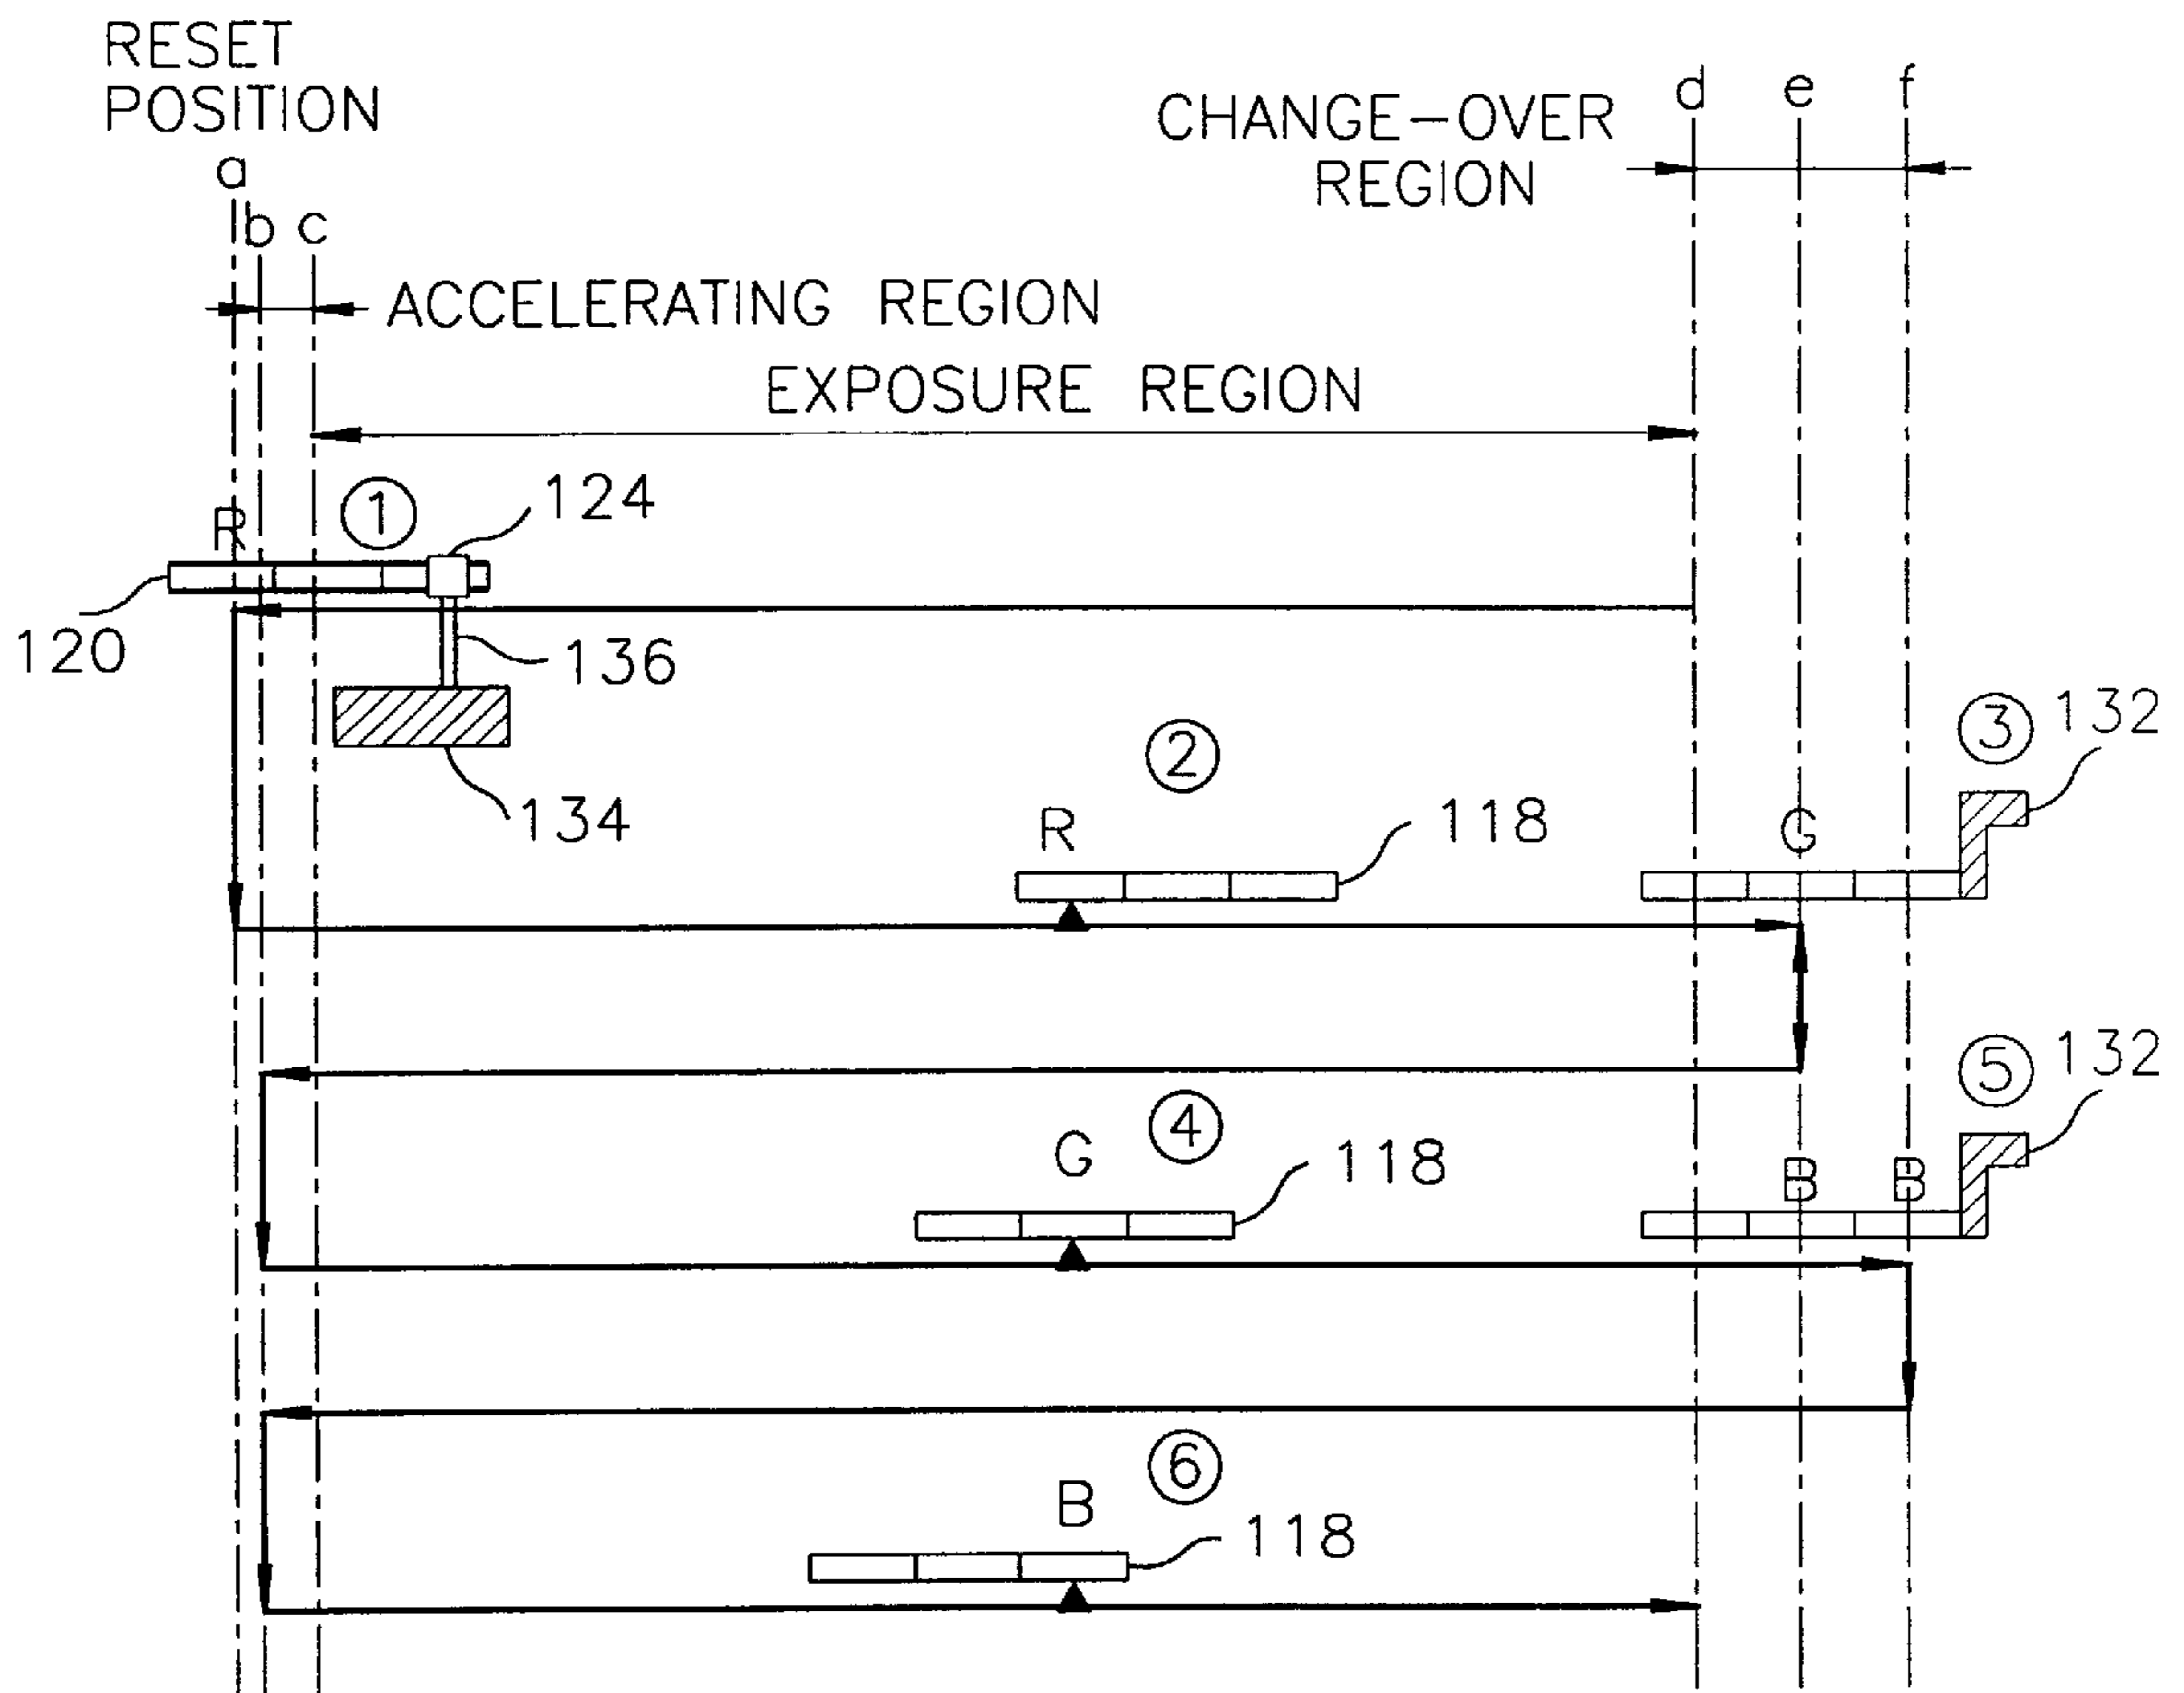 RESET
POSITION
a
b c
CHANGE-OVER
REGION
d e f
ACCELERATING REGION
EXPOSURE REGION
R ① 124
120
136
134
② ③ 132
R 118 G
④ ⑤ 132
G 118 B B
⑥
B 118